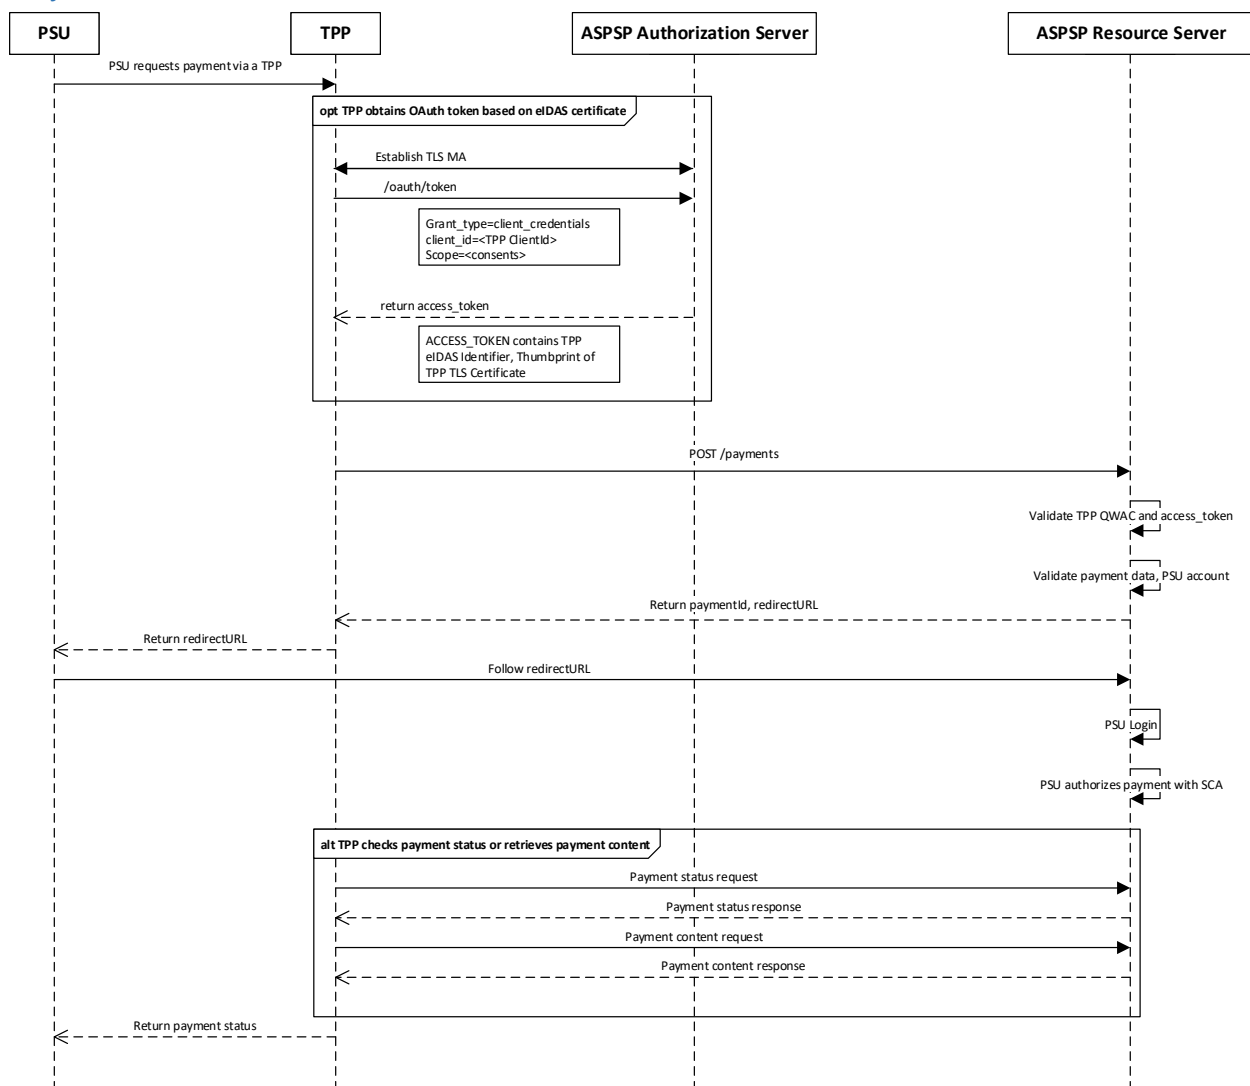 PSU
TPP
ASPSP Authorization Server
ASPSP Resource Server
PSU requests payment via a TPP
opt TPP obtains OAuth token based on eIDAS certificate
Establish TLS MA
/oauth/token
Grant_type=client_credentials
client_id=<TPP ClientId>
Scope=<consents>
return access_token
ACCESS_TOKEN contains TPP
eIDAS Identifier, Thumbprint of
TPP TLS Certificate
POST /payments
Validate TPP QWAC and access_token
Validate payment data, PSU account
Return paymentId, redirectURL
Return redirectURL
Follow redirectURL
PSU Login
PSU authorizes payment with SCA
alt TPP checks payment status or retrieves payment content
Payment status request
Payment status response
Payment content request
Payment content response
Return payment status